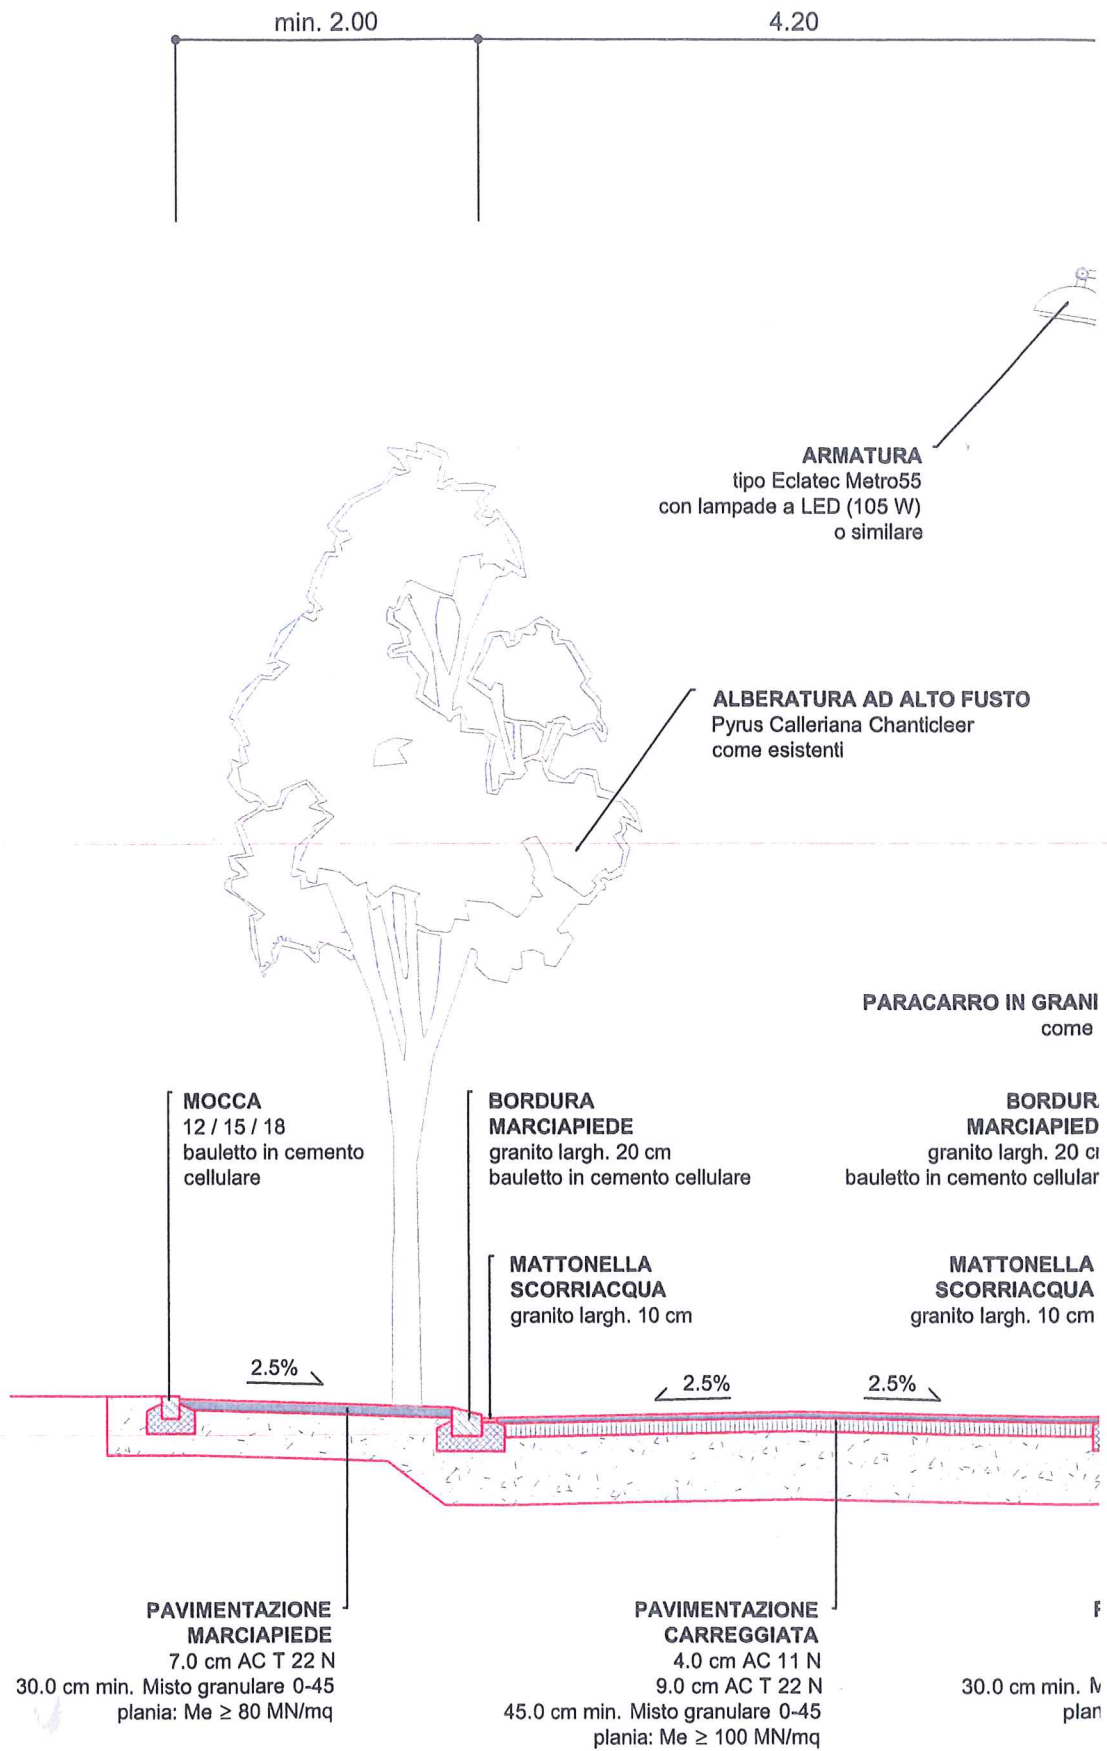 min. 2.00
4.20
ARMATURA
tipo Eclatec Metro55
con lampade a LED (105 W)
o similare
ALBERATURA AD ALTO FUSTO
Pyrus Calleriana Chanticleer
come esistenti
PARACARRO IN GRANI
come
MOCCA
12 / 15 / 18
bauletto in cemento
cellulare
BORDURA
MARCIAPIEDE
granito largh. 20 cm
bauletto in cemento cellulare
BORDUR
MARCIAPIED
granito largh. 20 c
bauletto in cemento cellular
MATTONELLA
SCORRIACQUA
granito largh. 10 cm
MATTONELLA
SCORRIACQUA
granito largh. 10 cm
2.5%
2.5%
2.5%
PAVIMENTAZIONE
MARCIAPIEDE
7.0 cm AC T 22 N
30.0 cm min. Misto granulare 0-45
plania: Me ≥ 80 MN/mq
PAVIMENTAZIONE
CARREGGIATA
4.0 cm AC 11 N
9.0 cm AC T 22 N
45.0 cm min. Misto granulare 0-45
plania: Me ≥ 100 MN/mq
30.0 cm min.
plan